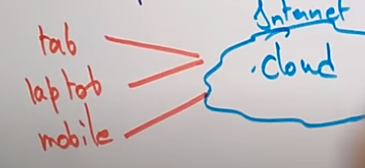 Internet
.cloud
tab
laptob
mobile